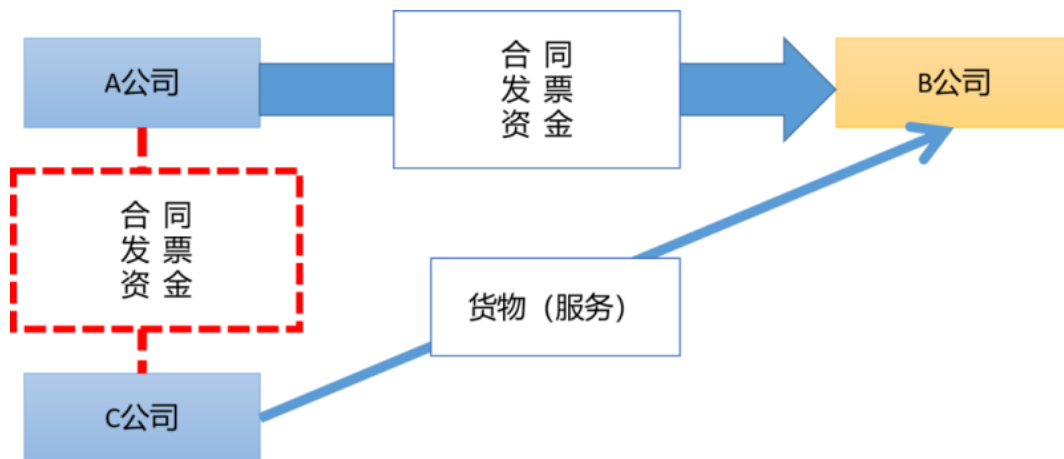 A公司
合 同
发 票
资 金
B公司
合 同
发 票
资 金
货物（服务）
C公司